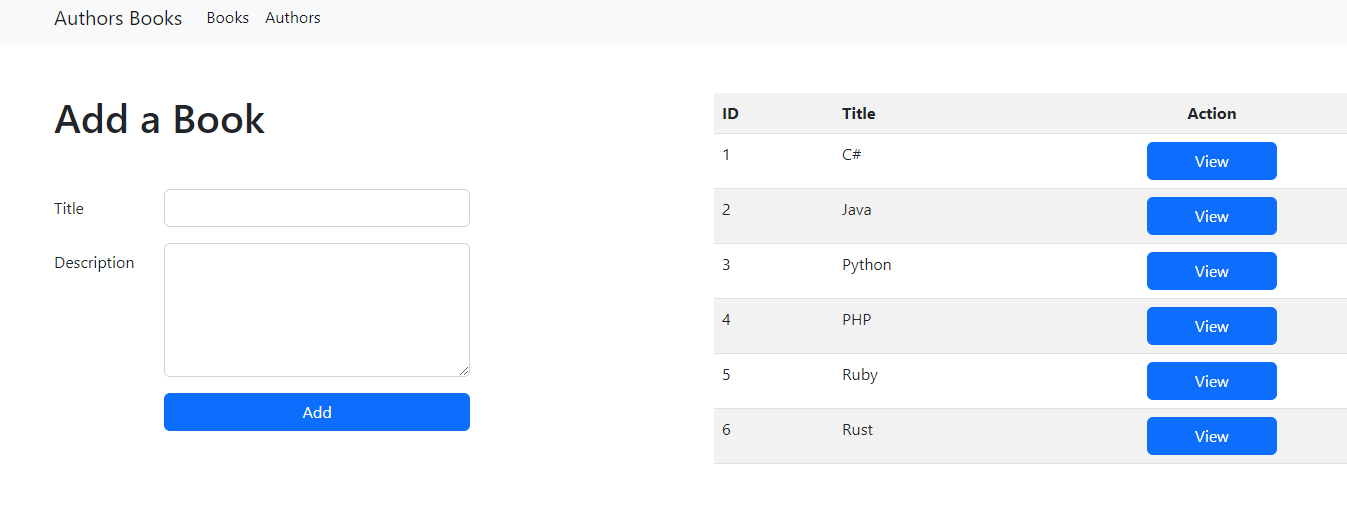 Authors Books Books Authors
Add a Book
Title
Description
Add
ID Title Action
1 C# View
2 Java View
3 Python View
4 PHP View
5 Ruby View
6 Rust View